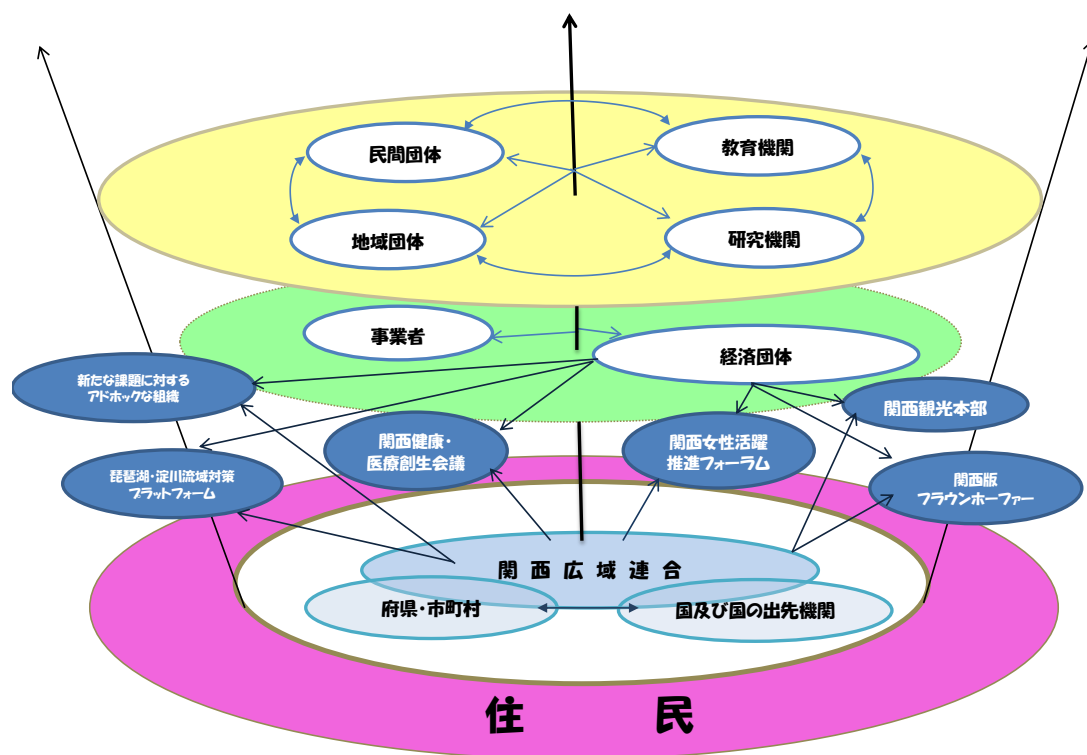 民間団体
教育機関
地域団体
研究機関
事業者
経済団体
新たな課題に対する
アドホックな組織
関西観光本部
関西健康・
医療創生会議
関西女性活躍
推進フォーラム
琵琶湖・淀川流域対策
プラットフォーム
関西版
フラウンホーファー
関西広域連合
府県・市町村
国及び国の出先機関
住民